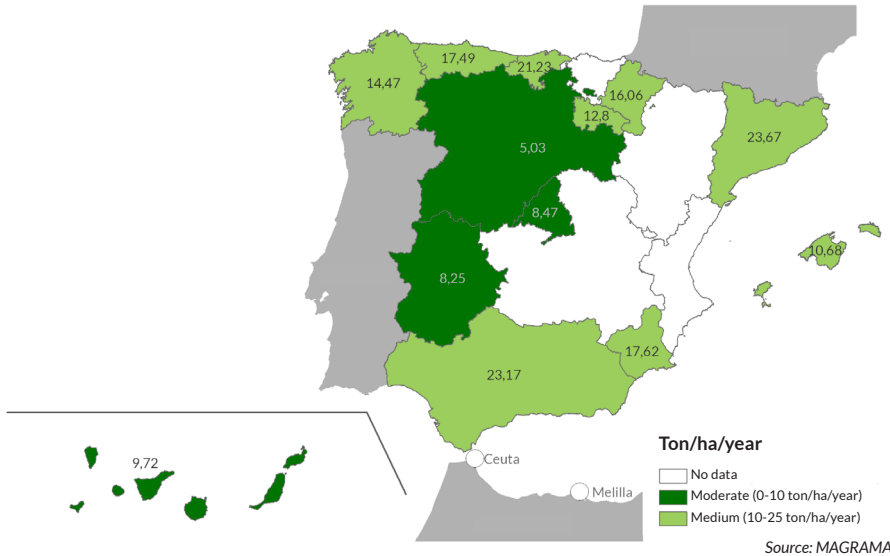 17,49
21,23
14,47
16,06
12,8
5,03
23,67
8,47
10,68
8,25
17,62
23,17
9,72
Ceuta
Melilla
Ton/ha/year
No data
Moderate (0-10 ton/ha/year)
Medium (10-25 ton/ha/year)
Source: MAGRAMA